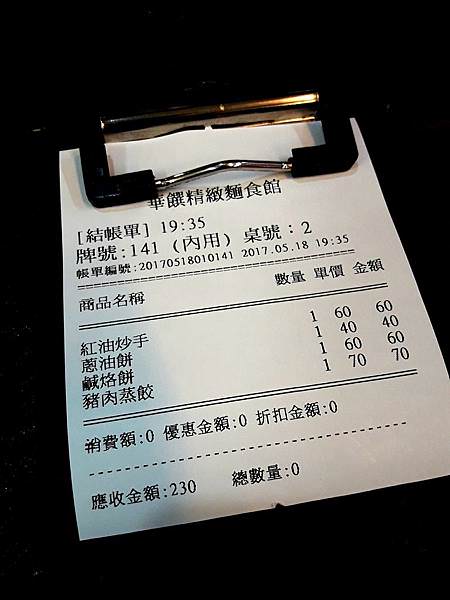 華饌精緻麵食館
[結帳單] 19:35
牌號:141 (內用) 桌號:2
帳單編號:20170518010141 2017.05.18 19:35
商品名稱 數量 單價 金額
紅油炒手 1 60 60
蔥油餅 1 40 40
鹹烙餅 1 60 60
豬肉蒸餃 1 70 70
消費額:0 優惠金額:0 折扣金額:0
應收金額:230 總數量:0